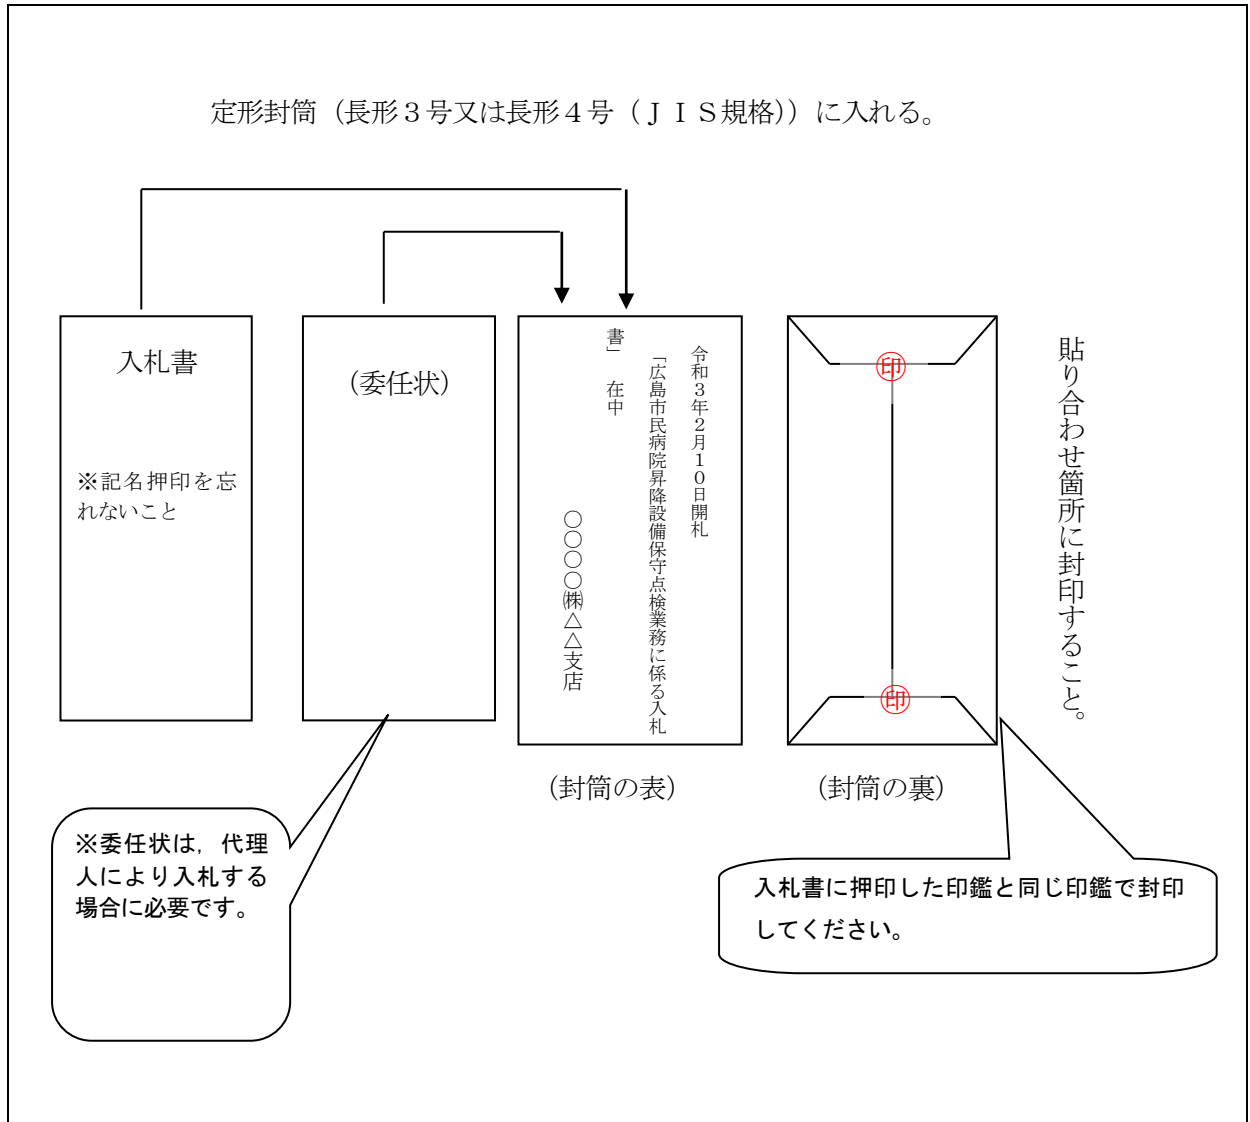 定形封筒（長形３号又は長形４号（ＪＩＳ規格））に入れる。
入札書
※記名押印を忘
れないこと
（委任状）
令和３年２月１０日開札
「広島市民病院昇降設備保守点検業務に係る入札
書」　在中
〇〇〇〇㈱△△支店
（封筒の表）
印
印
（封筒の裏）
貼り合わせ箇所に封印すること。
※委任状は，代理
人により入札する
場合に必要です。
入札書に押印した印鑑と同じ印鑑で封印
してください。